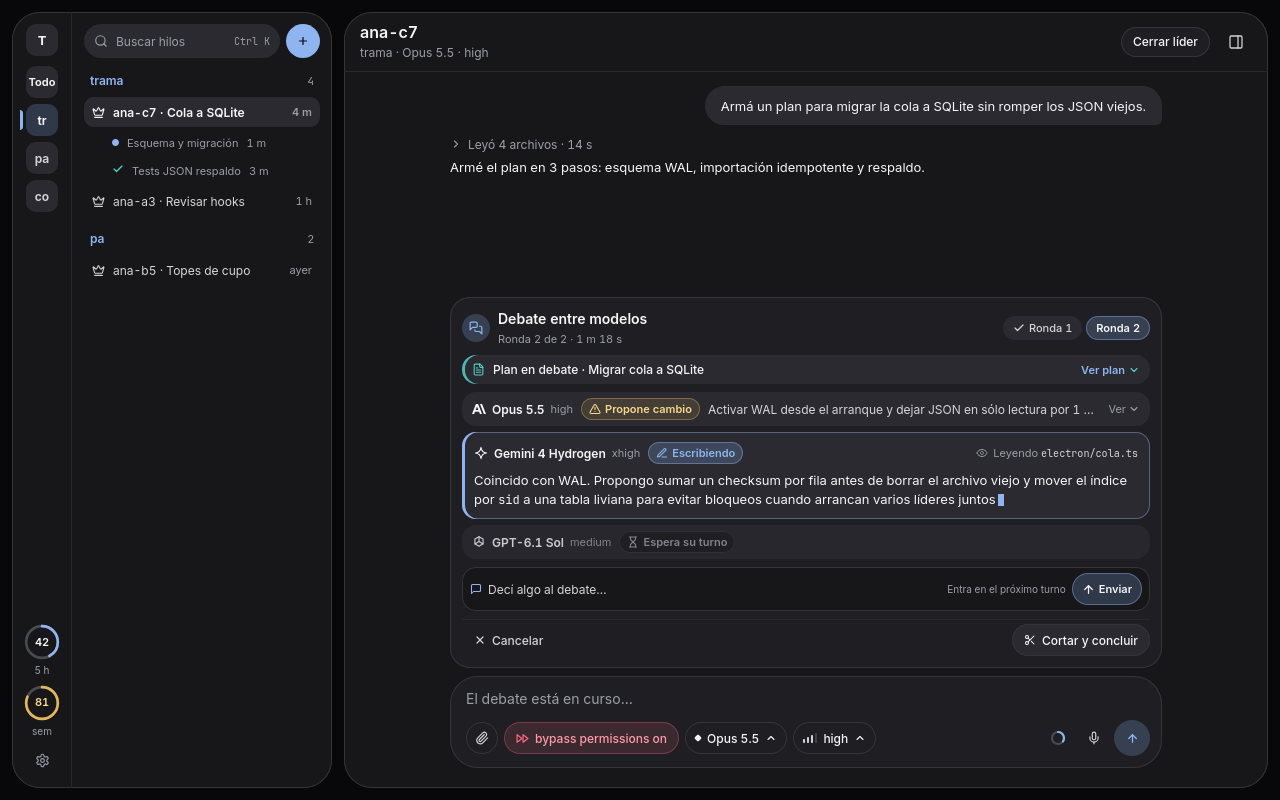 T
Todo
tr
pa
co
42
5 h
81
sem
Buscar hilos Ctrl K +
trama 4
ana-c7 · Cola a SQLite 4 m
Esquema y migración 1 m
Tests JSON respaldo 3 m
ana-a3 · Revisar hooks 1 h
pa 2
ana-b5 · Topes de cupo ayer
ana-c7
trama · Opus 5.5 · high
Cerrar líder
Armá un plan para migrar la cola a SQLite sin romper los JSON viejos.
Leyó 4 archivos · 14 s
Armé el plan en 3 pasos: esquema WAL, importación idempotente y respaldo.
Debate entre modelos
Ronda 2 de 2 · 1 m 18 s
Ronda 1 Ronda 2
Plan en debate · Migrar cola a SQLite Ver plan
Opus 5.5 high Propone cambio Activar WAL desde el arranque y dejar JSON en sólo lectura por 1 ... Ver
Gemini 4 Hydrogen xhigh Escribiendo Leyendo electron/cola.ts
Coincido con WAL. Propongo sumar un checksum por fila antes de borrar el archivo viejo y mover el índice
por sid a una tabla liviana para evitar bloqueos cuando arrancan varios líderes juntos
GPT-6.1 Sol medium Espera su turno
Decí algo al debate... Entra en el próximo turno Enviar
Cancelar Cortar y concluir
El debate está en curso...
bypass permissions on Opus 5.5 high